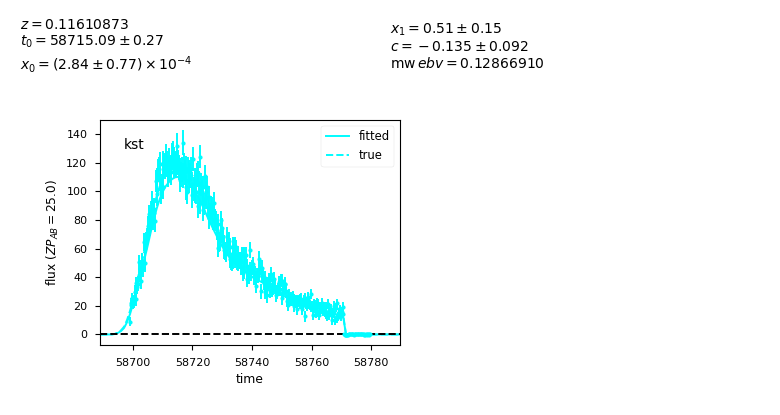 z = 0.11610873
t₀ = 58715.09 ± 0.27
x₀ = (2.84 ± 0.77) × 10⁻⁴
x₁ = 0.51 ± 0.15
c = −0.135 ± 0.092
mw ebv = 0.12866910
kst
fitted
true
140
120
100
80
60
40
20
0
flux (ZP_AB = 25.0)
58700 58720 58740 58760 58780
time